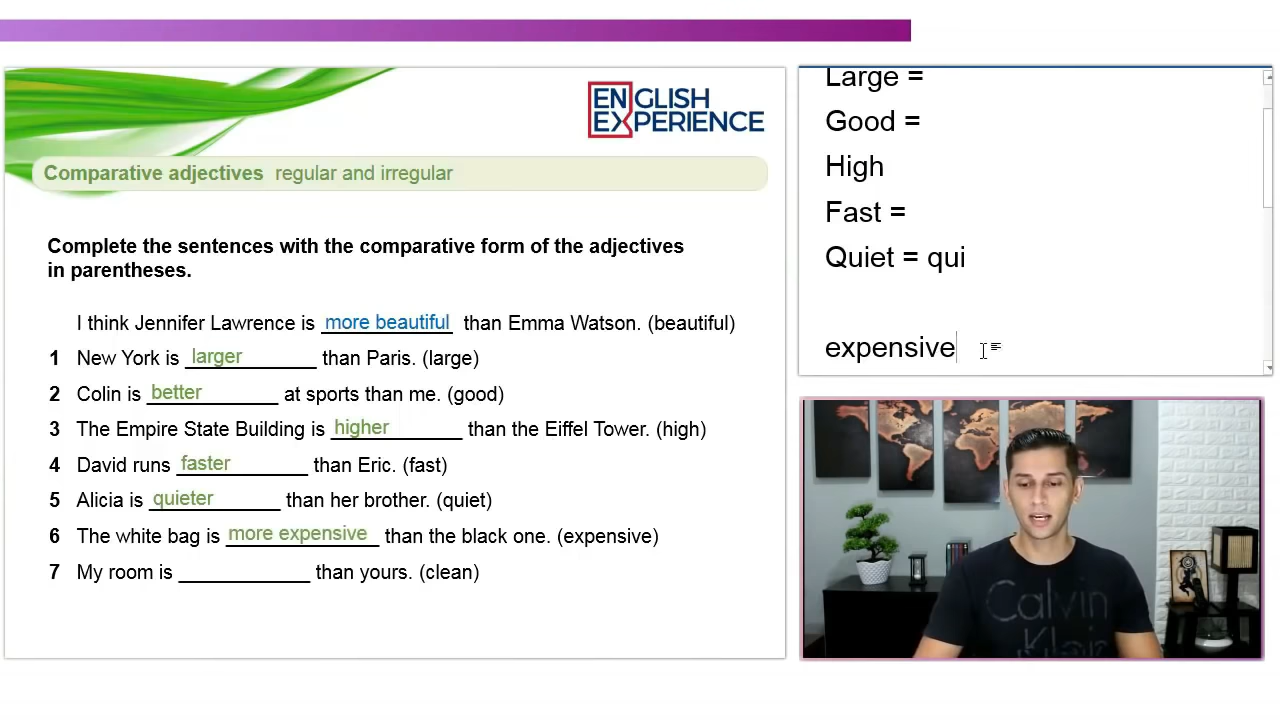 ENGLISH
EXPERIENCE
Comparative adjectives regular and irregular
Complete the sentences with the comparative form of the adjectives
in parentheses.
I think Jennifer Lawrence is more beautiful than Emma Watson. (beautiful)
1 New York is larger than Paris. (large)
2 Colin is better at sports than me. (good)
3 The Empire State Building is higher than the Eiffel Tower. (high)
4 David runs faster than Eric. (fast)
5 Alicia is quieter than her brother. (quiet)
6 The white bag is more expensive than the black one. (expensive)
7 My room is ____________ than yours. (clean)
Large =
Good =
High
Fast =
Quiet = qui
expensive
Calvin
Klein